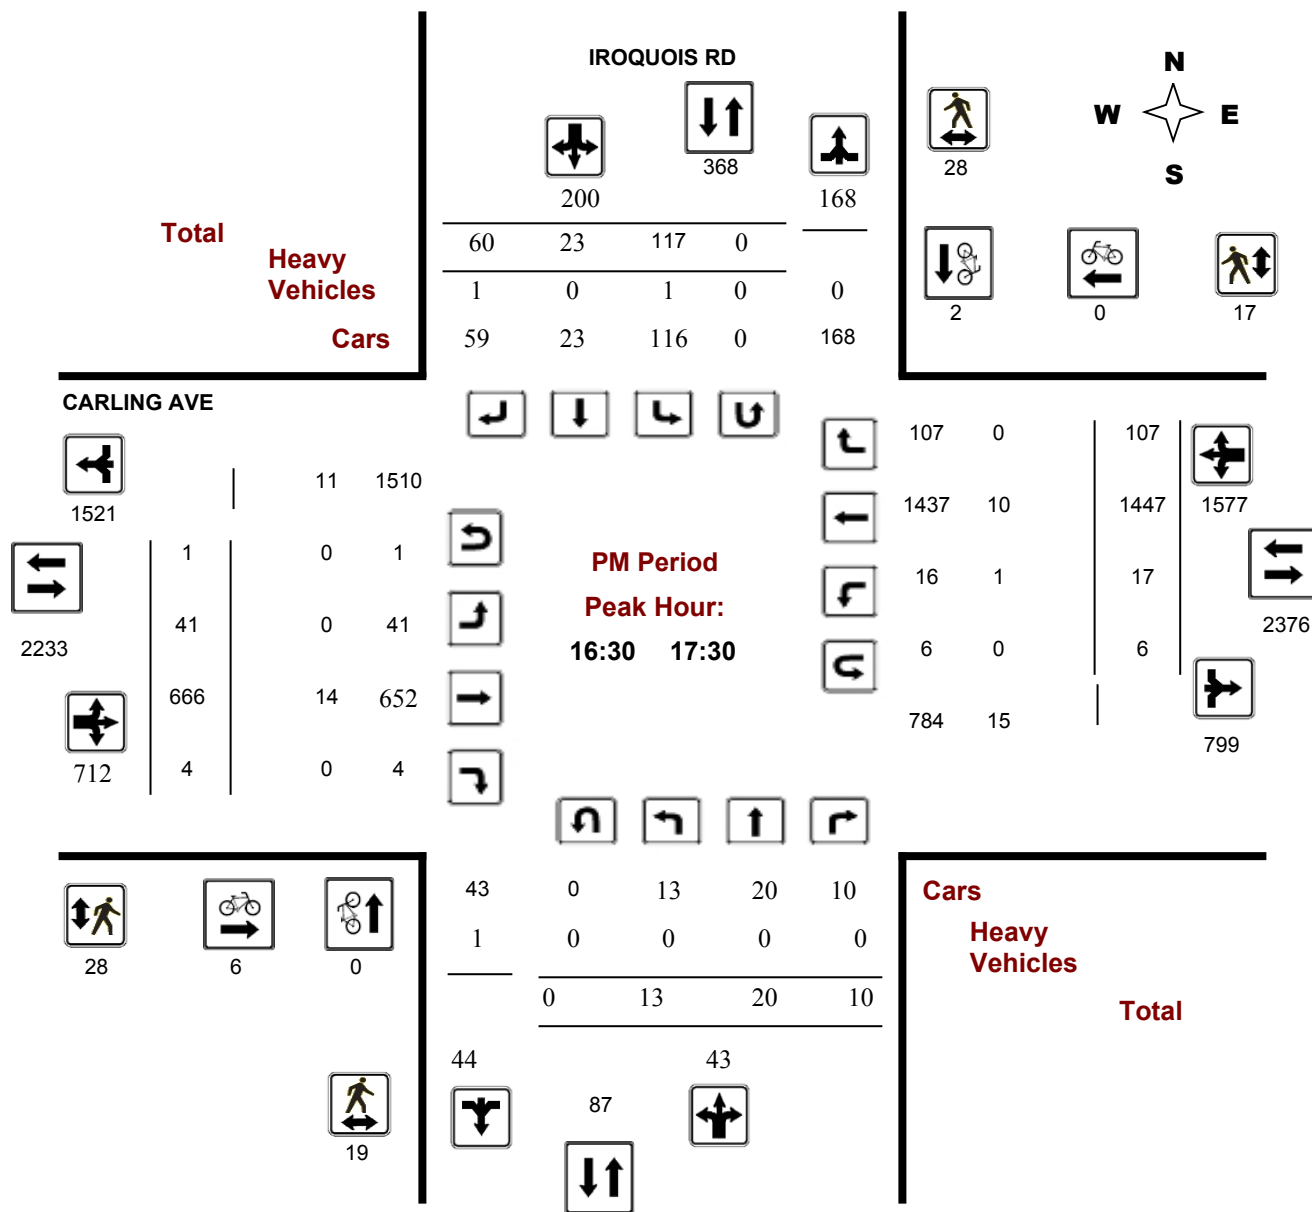 IROQUOIS RD
N
W E
S
368
28
200 168
Total
60 23 117 0
Heavy
Vehicles
1 0 1 0 0
2 0 17
Cars
59 23 116 0 168
CARLING AVE
107 0 107
11 1510
1521
1437 10 1447 1577
1 0 1
PM Period
16 1 17
Peak Hour:
41 0 41
2376
2233
16:30 17:30
6 0 6
666 14 652
784 15
799
712 4 0 4
43 0 13 20 10
Cars
1 0 0 0 0
Heavy
Vehicles
28 6 0
0 13 20 10
Total
44 43
87
19